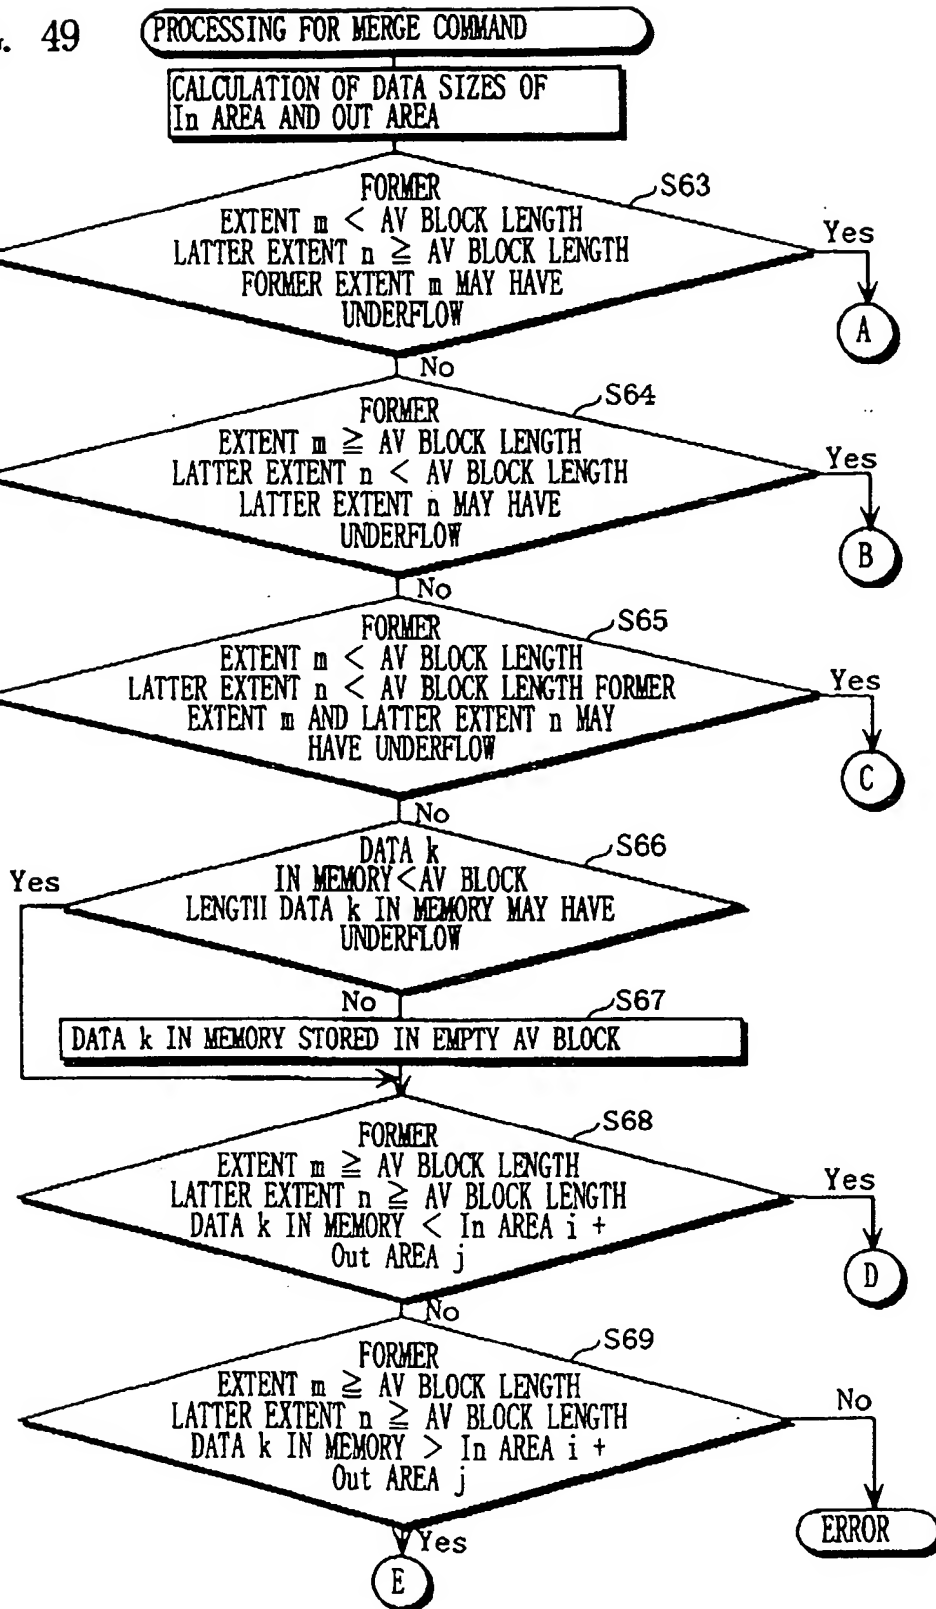 . 49
PROCESSING FOR MERGE COMMAND
CALCULATION OF DATA SIZES OF
In AREA AND OUT AREA
S63
FORMER
EXTENT m < AV BLOCK LENGTH
LATTER EXTENT n ≧ AV BLOCK LENGTH
FORMER EXTENT m MAY HAVE
UNDERFLOW
Yes
A
No
S64
FORMER
EXTENT m ≧ AV BLOCK LENGTH
LATTER EXTENT n < AV BLOCK LENGTH
LATTER EXTENT n MAY HAVE
UNDERFLOW
Yes
B
No
S65
FORMER
EXTENT m < AV BLOCK LENGTH
LATTER EXTENT n < AV BLOCK LENGTH FORMER
EXTENT m AND LATTER EXTENT n MAY
HAVE UNDERFLOW
Yes
C
No
S66
DATA k
IN MEMORY<AV BLOCK
LENGTH DATA k IN MEMORY MAY HAVE
UNDERFLOW
Yes
No
S67
DATA k IN MEMORY STORED IN EMPTY AV BLOCK
S68
FORMER
EXTENT m ≧ AV BLOCK LENGTH
LATTER EXTENT n ≧ AV BLOCK LENGTH
DATA k IN MEMORY < In AREA i +
Out AREA j
Yes
D
No
S69
FORMER
EXTENT m ≧ AV BLOCK LENGTH
LATTER EXTENT n ≧ AV BLOCK LENGTH
DATA k IN MEMORY > In AREA i +
Out AREA j
No
ERROR
Yes
E